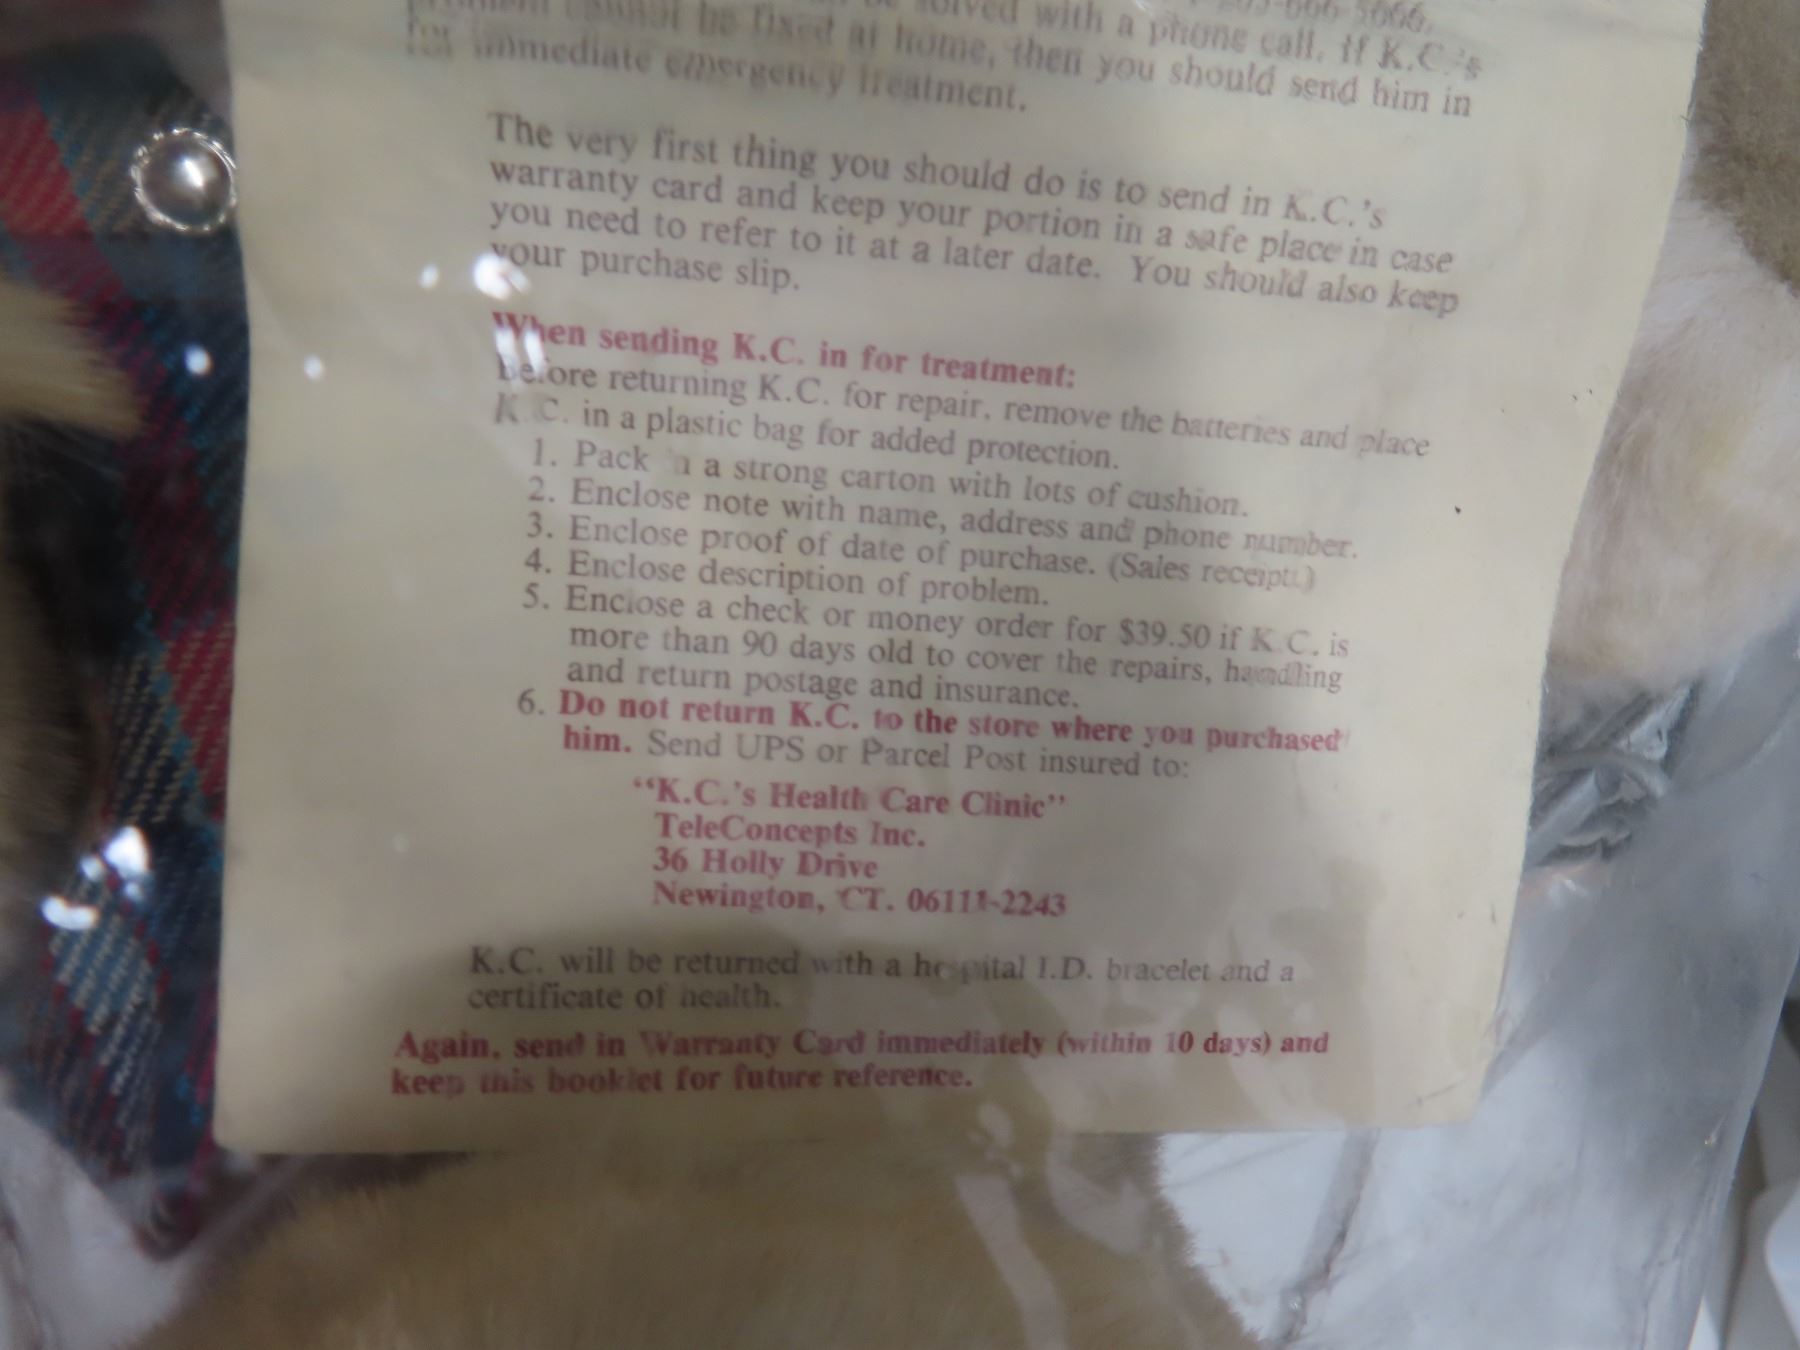 be solved with a phone call. If K.C.'s
problem cannot be fixed at home, then you should send him in
for immediate emergency treatment.
The very first thing you should do is to send in K.C.'s
warranty card and keep your portion in a safe place in case
you need to refer to it at a later date. You should also keep
your purchase slip.
When sending K.C. in for treatment:
Before returning K.C. for repair, remove the batteries and place
K.C. in a plastic bag for added protection.
1. Pack in a strong carton with lots of cushion.
2. Enclose note with name, address and phone number.
3. Enclose proof of date of purchase. (Sales receipt.)
4. Enclose description of problem.
5. Enclose a check or money order for $39.50 if K.C. is
more than 90 days old to cover the repairs, handling
and return postage and insurance.
6. Do not return K.C. to the store where you purchased
him. Send UPS or Parcel Post insured to:
"K.C.'s Health Care Clinic"
TeleConcepts Inc.
36 Holly Drive
Newington, CT. 06111-2243
K.C. will be returned with a hospital I.D. bracelet and a
certificate of health.
Again, send in Warranty Card immediately (within 10 days) and
keep this booklet for future reference.